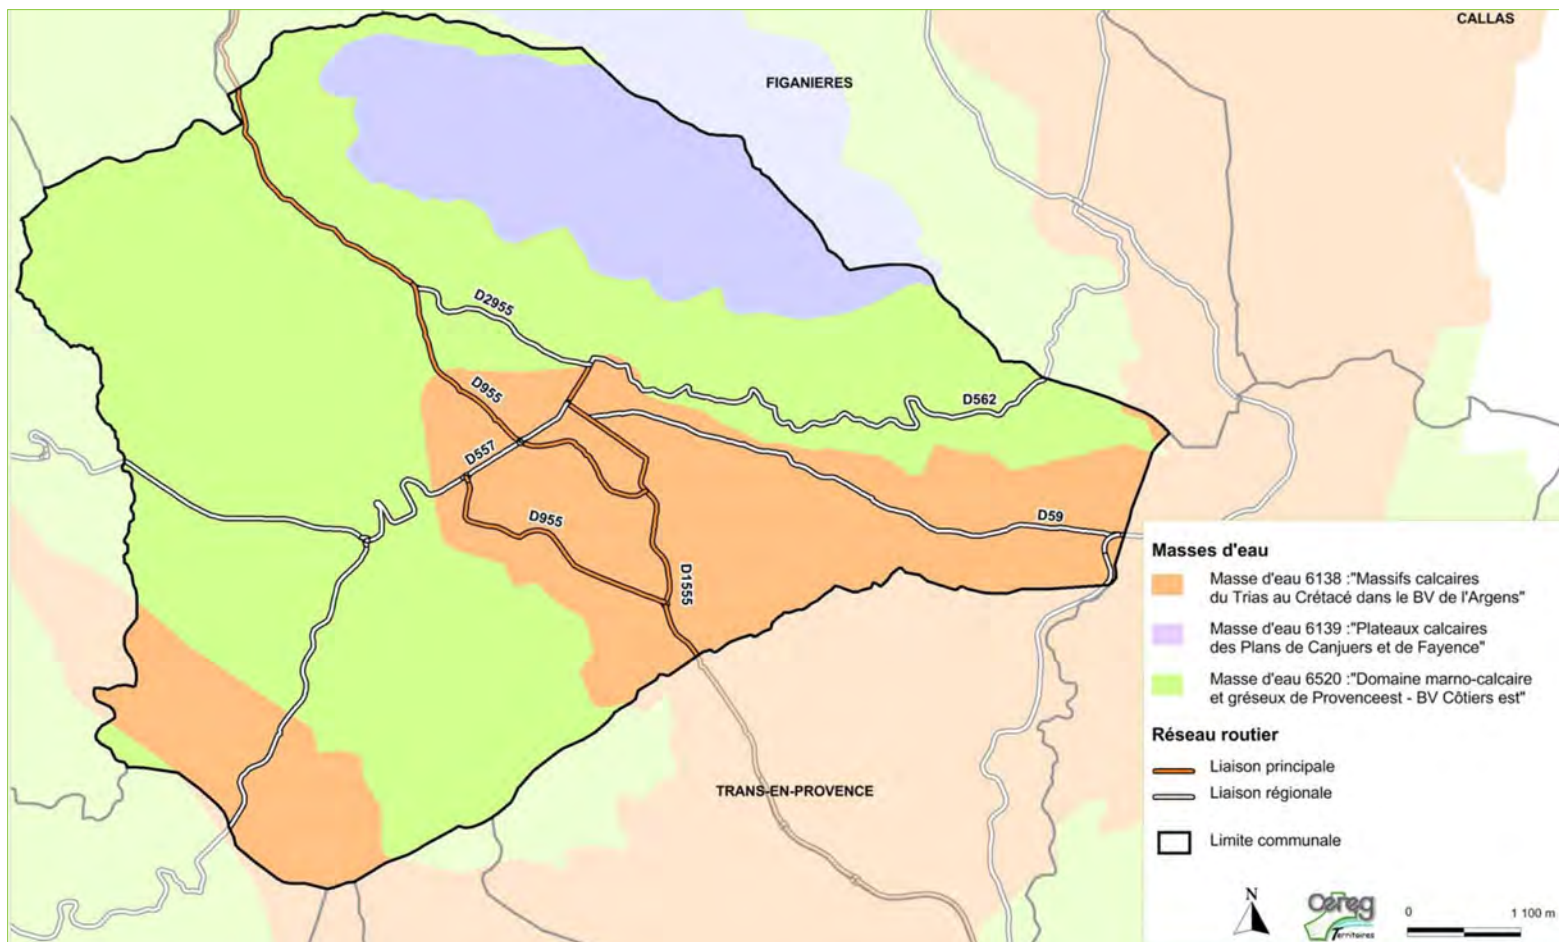 CALLAS
FIGANIERES
D2955
D955
D562
D557
D955
D59
D1555
TRANS-EN-PROVENCE
Masses d'eau
Masse d'eau 6138 :"Massifs calcaires
du Trias au Crétacé dans le BV de l'Argens"
Masse d'eau 6139 :"Plateaux calcaires
des Plans de Canjuers et de Fayence"
Masse d'eau 6520 :"Domaine marno-calcaire
et gréseux de Provenceest - BV Côtiers est"
Réseau routier
Liaison principale
Liaison régionale
Limite communale
N
Cereg
Territoires
0 1 100 m